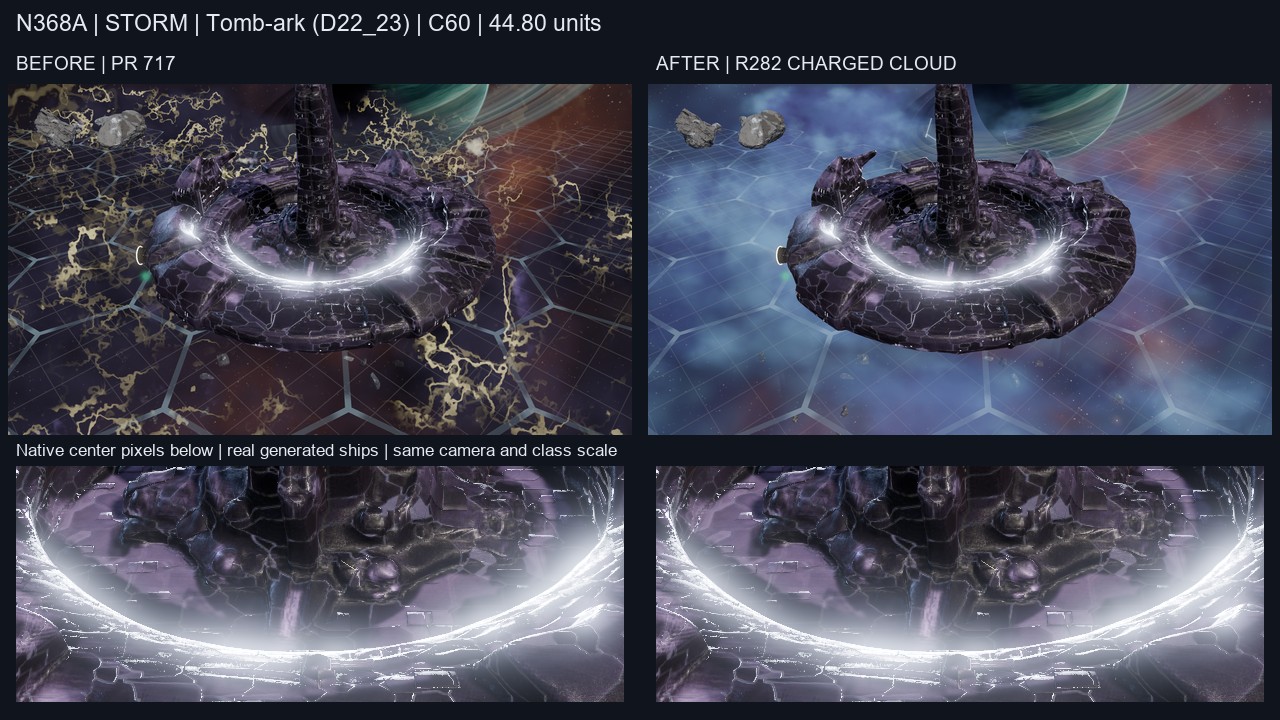 N368A | STORM | Tomb-ark (D22_23) | C60 | 44.80 units
BEFORE | PR 717
AFTER | R282 CHARGED CLOUD
Native center pixels below | real generated ships | same camera and class scale